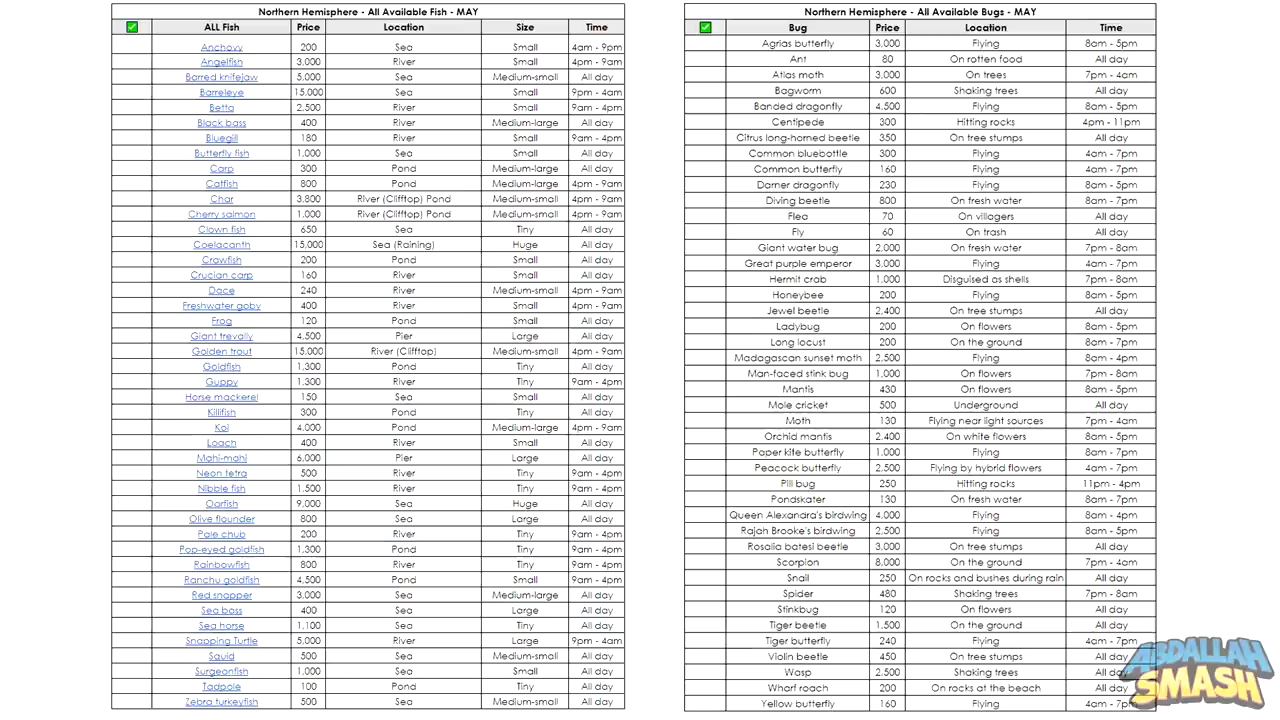 Northern Hemisphere - All Available Fish - MAY
ALL Fish Price Location Size Time
Anchovy 200 Sea Small 4am - 9pm
Angelfish 3,000 River Small 4pm - 9am
Barred knifejaw 5,000 Sea Medium-small All day
Barreleye 15,000 Sea Small 9pm - 4am
Betta 2,500 River Small 9am - 4pm
Black bass 400 River Medium-large All day
Bluegill 180 River Small 9am - 4pm
Butterfly fish 1,000 Sea Small All day
Carp 300 Pond Medium-large All day
Catfish 800 Pond Medium-large 4pm - 9am
Char 3,800 River (Clifftop) Pond Medium-small 4pm - 9am
Cherry salmon 1,000 River (Clifftop) Pond Medium-small 4pm - 9am
Clown fish 650 Sea Tiny All day
Coelacanth 15,000 Sea (Raining) Huge All day
Crawfish 200 Pond Small All day
Crucian carp 160 River Small All day
Dace 240 River Medium-small 4pm - 9am
Freshwater goby 400 River Small 4pm - 9am
Frog 120 Pond Small All day
Giant trevally 4,500 Pier Large All day
Golden trout 15,000 River (Clifftop) Medium-small 4pm - 9am
Goldfish 1,300 Pond Tiny All day
Guppy 1,300 River Tiny 9am - 4pm
Horse mackerel 150 Sea Small All day
Killifish 300 Pond Tiny All day
Koi 4,000 Pond Medium-large 4pm - 9am
Loach 400 River Small All day
Mahi-mahi 6,000 Pier Large All day
Neon tetra 500 River Tiny 9am - 4pm
Nibble fish 1,500 River Tiny 9am - 4pm
Oarfish 9,000 Sea Huge All day
Olive flounder 800 Sea Large All day
Pale chub 200 River Tiny 9am - 4pm
Pop-eyed goldfish 1,300 Pond Tiny 9am - 4pm
Rainbowfish 800 River Tiny 9am - 4pm
Ranchu goldfish 4,500 Pond Small 9am - 4pm
Red snapper 3,000 Sea Medium-large All day
Sea bass 400 Sea Large All day
Sea horse 1,100 Sea Tiny All day
Snapping Turtle 5,000 River Large 9pm - 4am
Squid 500 Sea Medium-small All day
Surgeonfish 1,000 Sea Small All day
Tadpole 100 Pond Tiny All day
Zebra turkeyfish 500 Sea Medium-small All day
Northern Hemisphere - All Available Bugs - MAY
Bug Price Location Time
Agrias butterfly 3,000 Flying 8am - 5pm
Ant 80 On rotten food All day
Atlas moth 3,000 On trees 7pm - 4am
Bagworm 600 Shaking trees All day
Banded dragonfly 4,500 Flying 8am - 5pm
Centipede 300 Hitting rocks 4pm - 11pm
Citrus long-horned beetle 350 On tree stumps All day
Common bluebottle 300 Flying 4am - 7pm
Common butterfly 160 Flying 4am - 7pm
Darner dragonfly 230 Flying 8am - 5pm
Diving beetle 800 On fresh water 8am - 7pm
Flea 70 On villagers All day
Fly 60 On trash All day
Giant water bug 2,000 On fresh water 7pm - 8am
Great purple emperor 3,000 Flying 4am - 7pm
Hermit crab 1,000 Disguised as shells 7pm - 8am
Honeybee 200 Flying 8am - 5pm
Jewel beetle 2,400 On tree stumps All day
Ladybug 200 On flowers 8am - 5pm
Long locust 200 On the ground 8am - 7pm
Madagascan sunset moth 2,500 Flying 8am - 4pm
Man-faced stink bug 1,000 On flowers 7pm - 8am
Mantis 430 On flowers 8am - 5pm
Mole cricket 500 Underground All day
Moth 130 Flying near light sources 7pm - 4am
Orchid mantis 2,400 On white flowers 8am - 5pm
Paper kite butterfly 1,000 Flying 8am - 7pm
Peacock butterfly 2,500 Flying by hybrid flowers 4am - 7pm
Pill bug 250 Hitting rocks 11pm - 4pm
Pondskater 130 On fresh water 8am - 7pm
Queen Alexandra's birdwing 4,000 Flying 8am - 4pm
Rajah Brooke's birdwing 2,500 Flying 8am - 5pm
Rosalia batesi beetle 3,000 On tree stumps All day
Scorpion 8,000 On the ground 7pm - 4am
Snail 250 On rocks and bushes during rain All day
Spider 480 Shaking trees 7pm - 8am
Stinkbug 120 On flowers All day
Tiger beetle 1,500 On the ground All day
Tiger butterfly 240 Flying 4am - 7pm
Violin beetle 450 On tree stumps All day
Wasp 2,500 Shaking trees All day
Wharf roach 200 On rocks at the beach All day
Yellow butterfly 160 Flying 4am - 7pm
ABDALLAH
SMASH